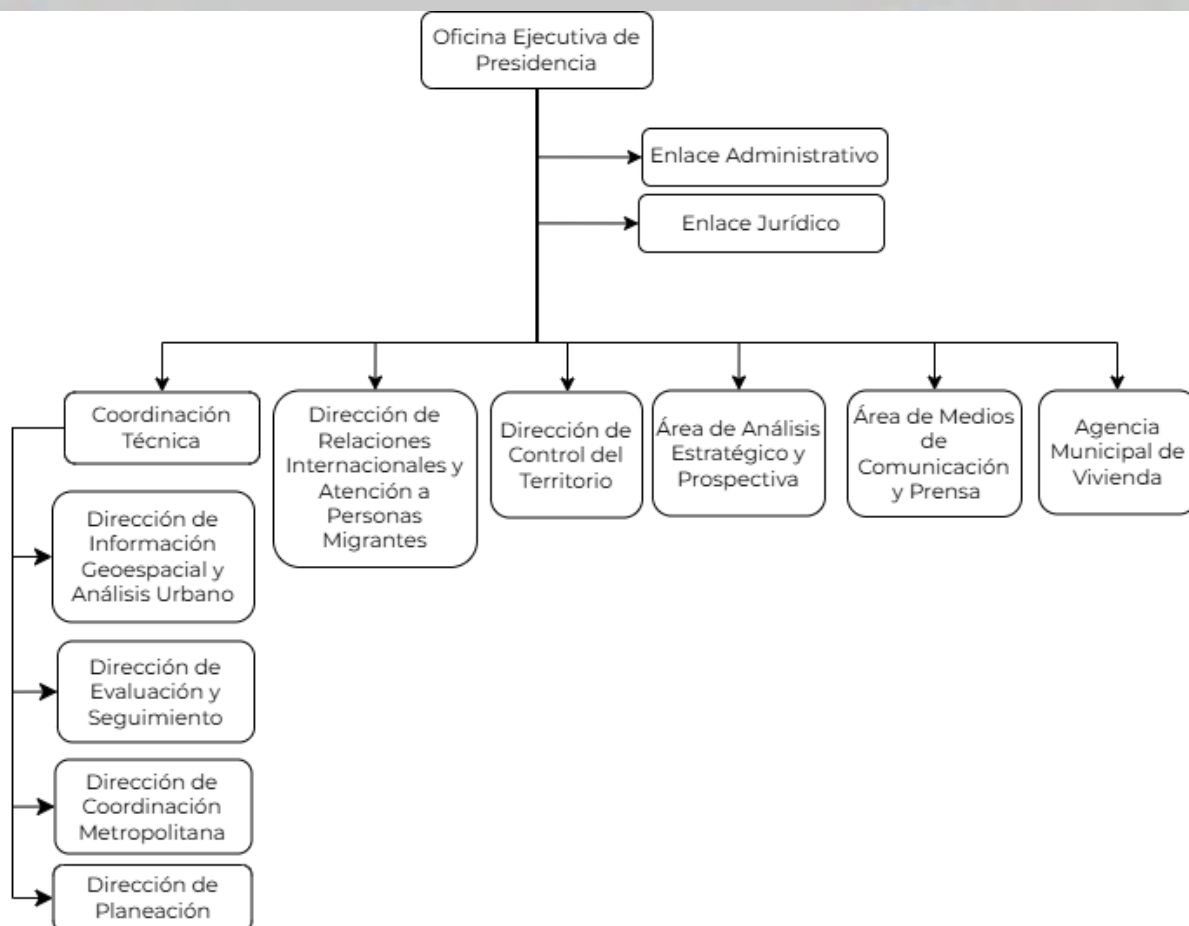 Oficina Ejecutiva de
Presidencia
Enlace Administrativo
Enlace Jurídico
Coordinación
Técnica
Dirección de
Relaciones
Internacionales y
Atención a
Personas
Migrantes
Dirección de
Control del
Territorio
Área de Análisis
Estratégico y
Prospectiva
Área de Medios
de
Comunicación
y Prensa
Agencia
Municipal de
Vivienda
Dirección de
Información
Geoespacial y
Análisis Urbano
Dirección de
Evaluación y
Seguimiento
Dirección de
Coordinación
Metropolitana
Dirección de
Planeación